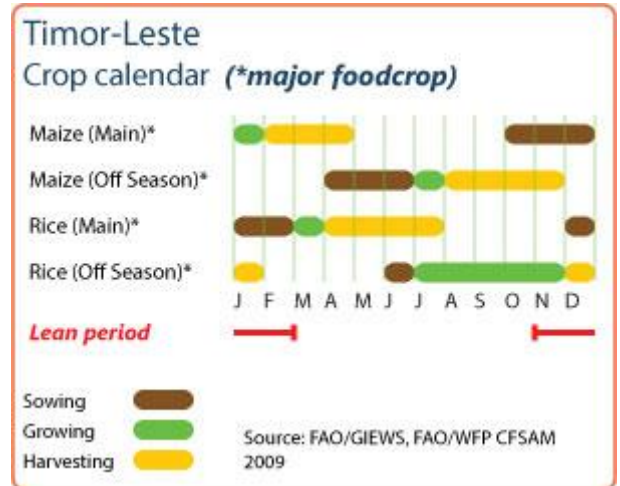 Timor-Leste
Crop calendar (*major foodcrop)
Maize (Main)*
Maize (Off Season)*
Rice (Main)*
Rice (Off Season)*
J F M A M J J A S O N D
Lean period
Sowing
Growing
Harvesting
Source: FAO/GIEWS, FAO/WFP CFSAM
2009